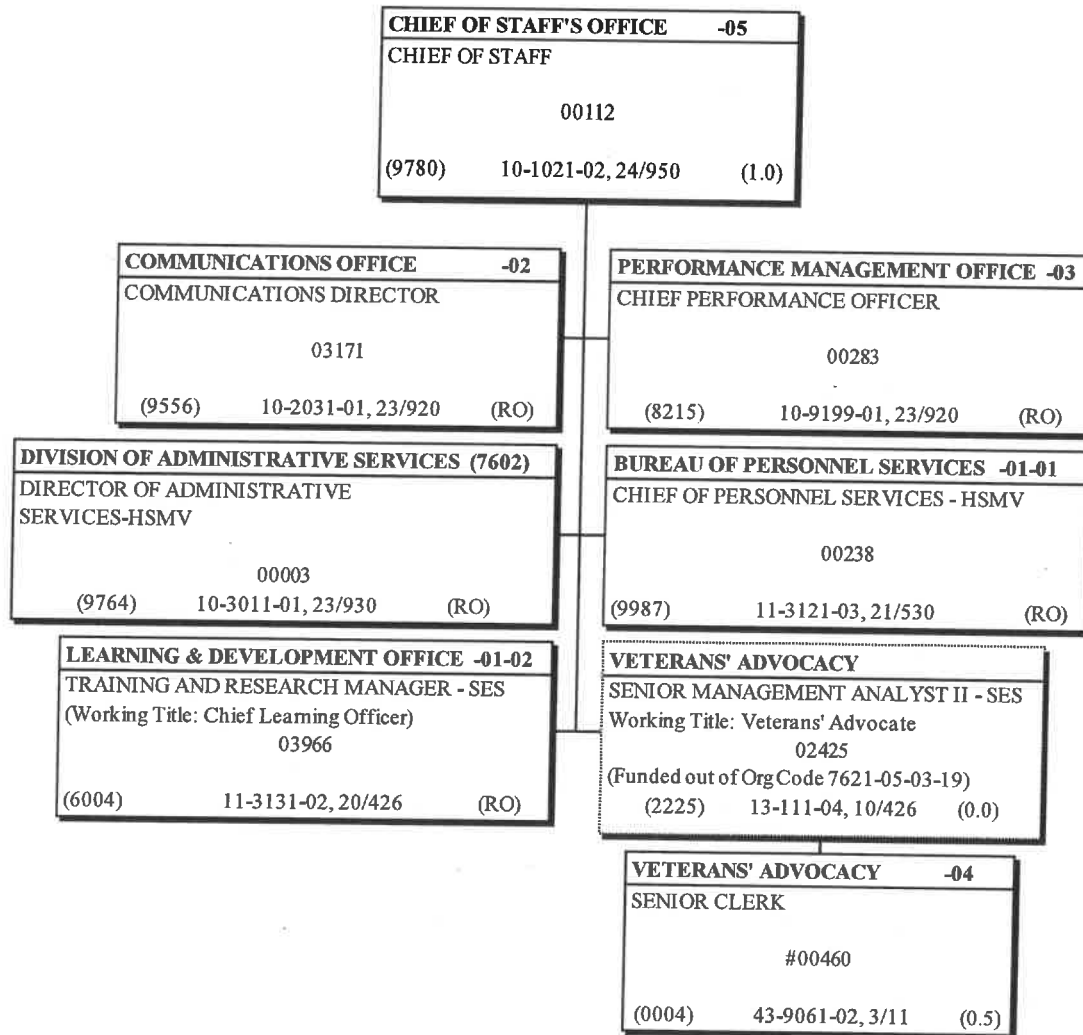 CHIEF OF STAFF'S OFFICE -05
CHIEF OF STAFF
00112
(9780) 10-1021-02, 24/950 (1.0)
COMMUNICATIONS OFFICE -02
COMMUNICATIONS DIRECTOR
03171
(9556) 10-2031-01, 23/920 (RO)
PERFORMANCE MANAGEMENT OFFICE -03
CHIEF PERFORMANCE OFFICER
00283
(8215) 10-9199-01, 23/920 (RO)
DIVISION OF ADMINISTRATIVE SERVICES (7602)
DIRECTOR OF ADMINISTRATIVE
SERVICES-HSMV
00003
(9764) 10-3011-01, 23/930 (RO)
BUREAU OF PERSONNEL SERVICES -01-01
CHIEF OF PERSONNEL SERVICES - HSMV
00238
(9987) 11-3121-03, 21/530 (RO)
LEARNING & DEVELOPMENT OFFICE -01-02
TRAINING AND RESEARCH MANAGER - SES
(Working Title: Chief Learning Officer)
03966
(6004) 11-3131-02, 20/426 (RO)
VETERANS' ADVOCACY
SENIOR MANAGEMENT ANALYST II - SES
Working Title: Veterans' Advocate
02425
(Funded out of Org Code 7621-05-03-19)
(2225) 13-111-04, 10/426 (0.0)
VETERANS' ADVOCACY -04
SENIOR CLERK
#00460
(0004) 43-9061-02, 3/11 (0.5)